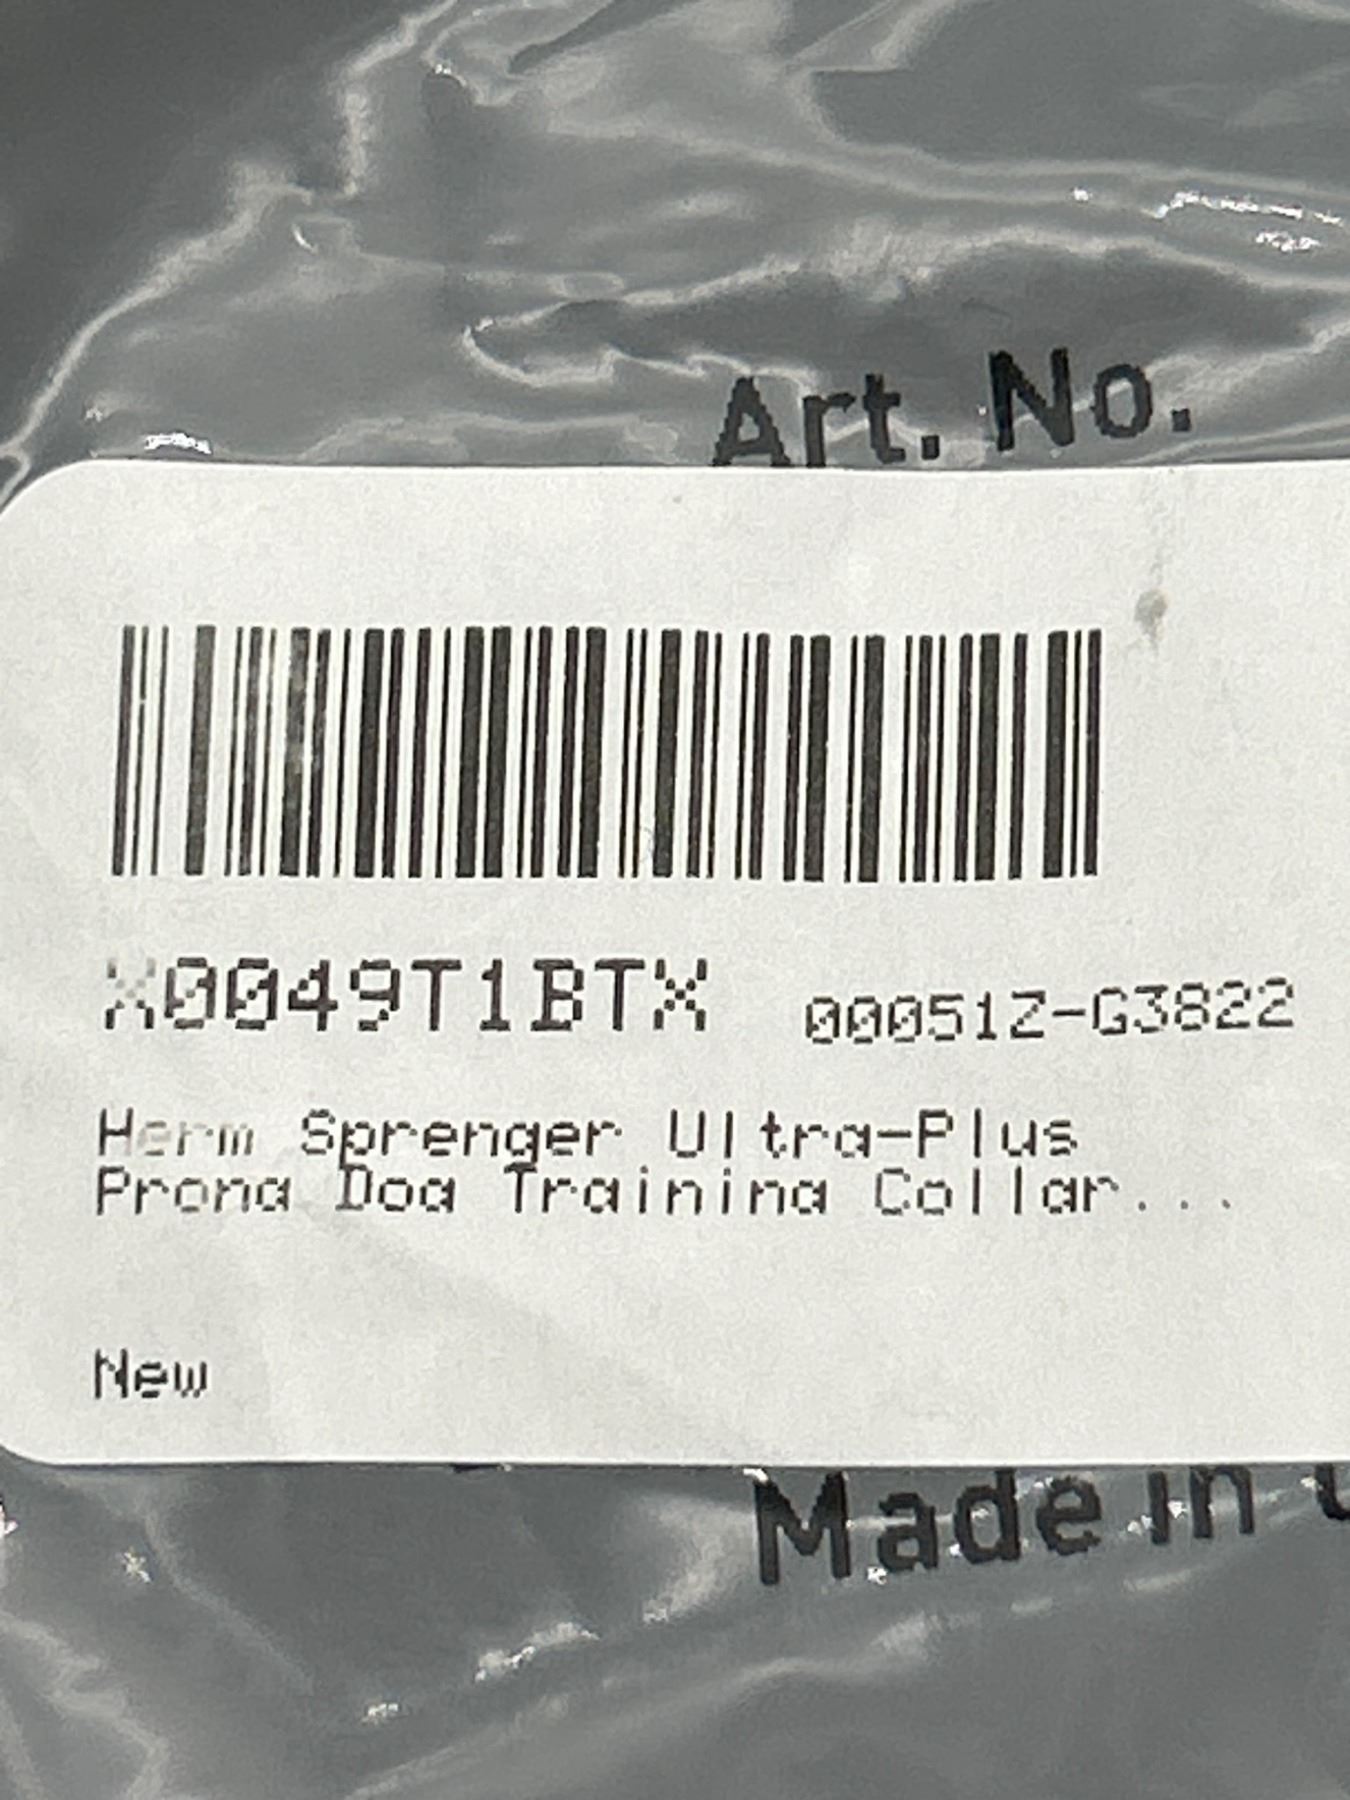 Art. No.
X0049T1BTX 00051Z-G3822
Herm Sprenger Ultra-Plus
Prong Dog Training Collar...
New
Made in